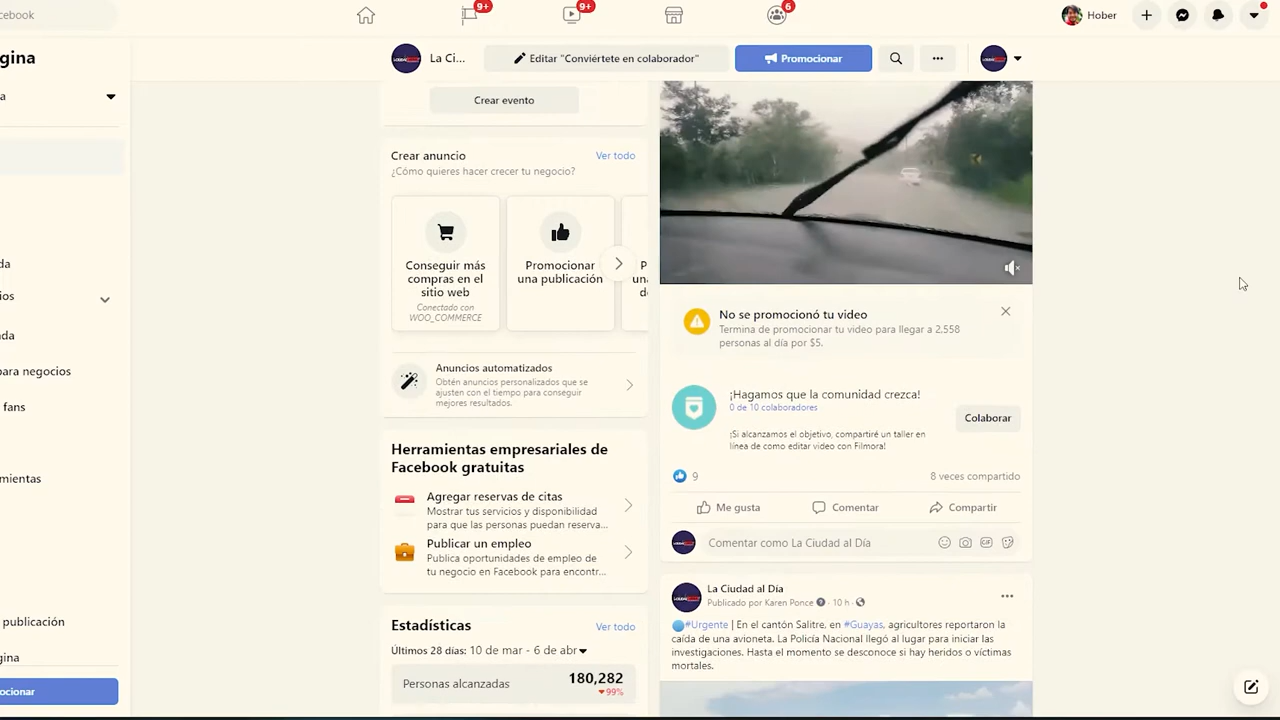 cebook
9+
9+
6
Hober
gina
La Ci...
Editar "Conviértete en colaborador"
Promocionar
a
da
ios
ada
para negocios
fans
mientas
publicación
gina
ocionar
Crear evento
Crear anuncio
Ver todo
¿Cómo quieres hacer crecer tu negocio?
Conseguir más
compras en el
sitio web
Conectado con
WOO_COMMERCE
Promocionar
una publicación
P
un
de
Anuncios automatizados
Obtén anuncios personalizados que se
ajusten con el tiempo para conseguir
mejores resultados.
Herramientas empresariales de
Facebook gratuitas
Agregar reservas de citas
Mostrar tus servicios y disponibilidad
para que las personas puedan reserva...
Publicar un empleo
Publica oportunidades de empleo de
tu negocio en Facebook para encontr...
Estadísticas
Ver todo
Últimos 28 días: 10 de mar - 6 de abr
Personas alcanzadas
180,282
▼99%
No se promocionó tu video
Termina de promocionar tu video para llegar a 2,558
personas al día por $5.
¡Hagamos que la comunidad crezca!
0 de 10 colaboradores
Colaborar
¡Si alcanzamos el objetivo, compartiré un taller en
línea de como editar video con Filmora!
9
8 veces compartido
Me gusta
Comentar
Compartir
Comentar como La Ciudad al Día
GIF
La Ciudad al Día
Publicado por Karen Ponce · 10 h ·
#Urgente | En el cantón Salitre, en #Guayas, agricultores reportaron la
caída de una avioneta. La Policía Nacional llegó al lugar para iniciar las
investigaciones. Hasta el momento se desconoce si hay heridos o víctimas
mortales.